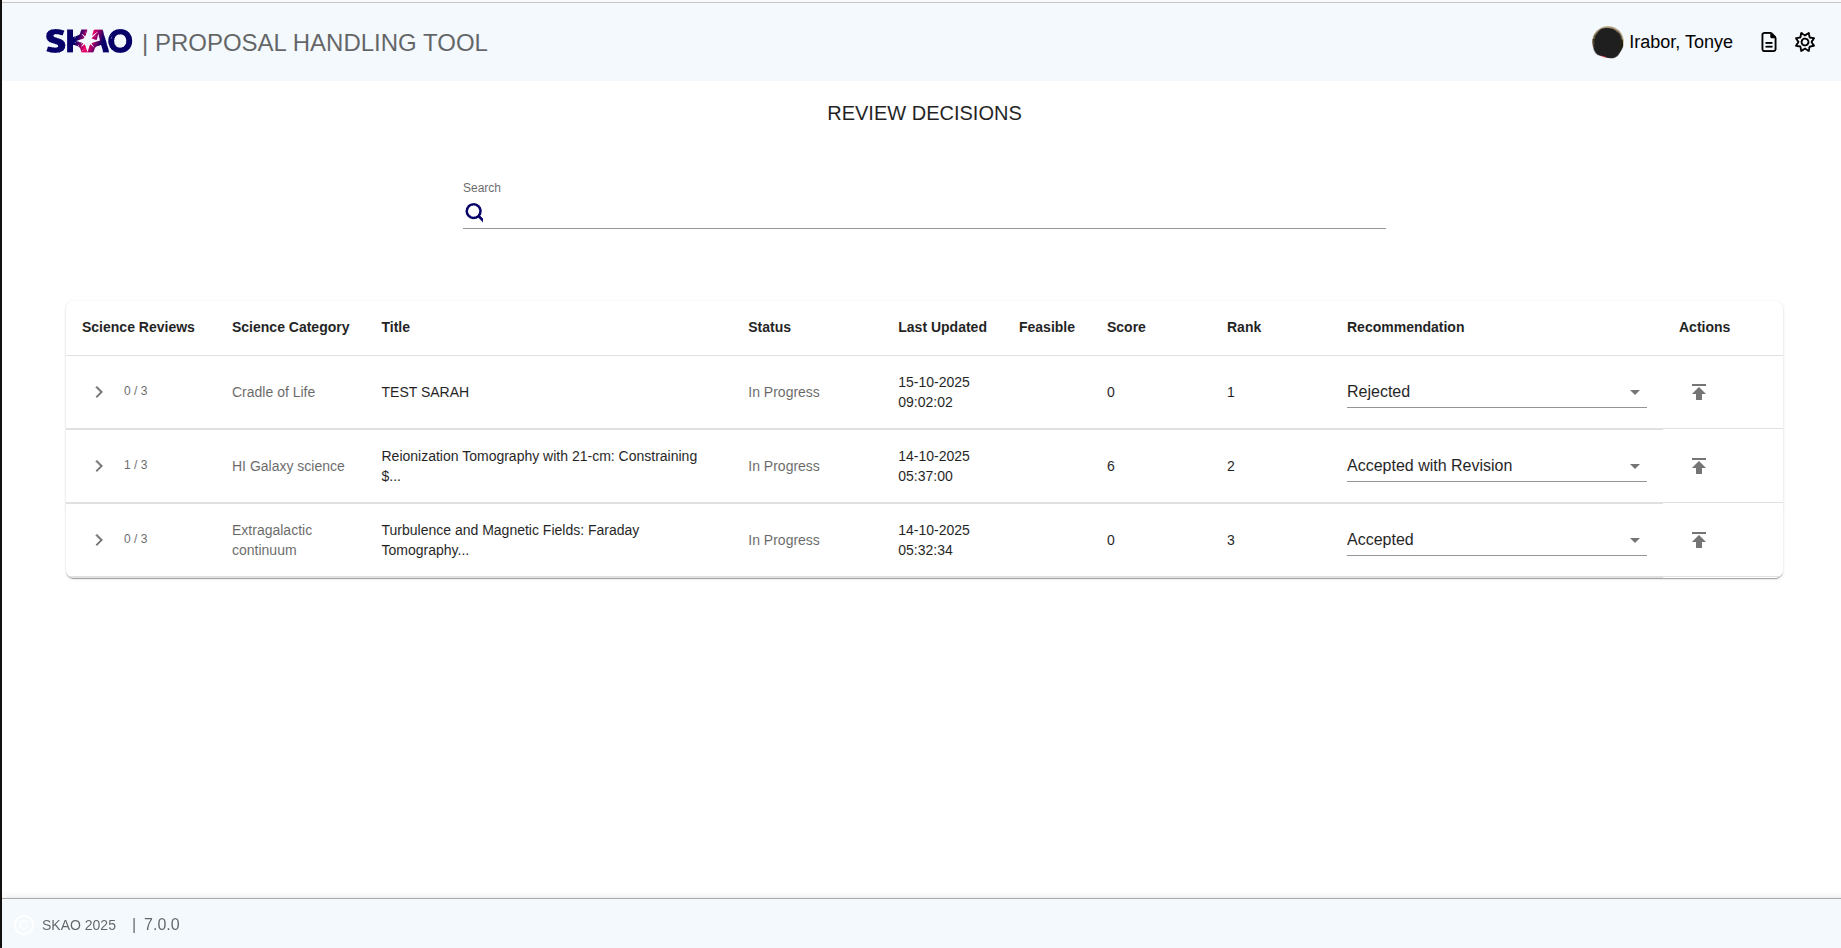 SKAO | PROPOSAL HANDLING TOOL
Irabor, Tonye
REVIEW DECISIONS
Search
Science Reviews Science Category Title Status Last Updated Feasible Score Rank Recommendation Actions
0 / 3 Cradle of Life TEST SARAH In Progress 15-10-2025 09:02:02 0 1 Rejected
1 / 3 HI Galaxy science Reionization Tomography with 21-cm: Constraining $... In Progress 14-10-2025 05:37:00 6 2 Accepted with Revision
0 / 3 Extragalactic continuum Turbulence and Magnetic Fields: Faraday Tomography... In Progress 14-10-2025 05:32:34 0 3 Accepted
SKAO 2025 | 7.0.0